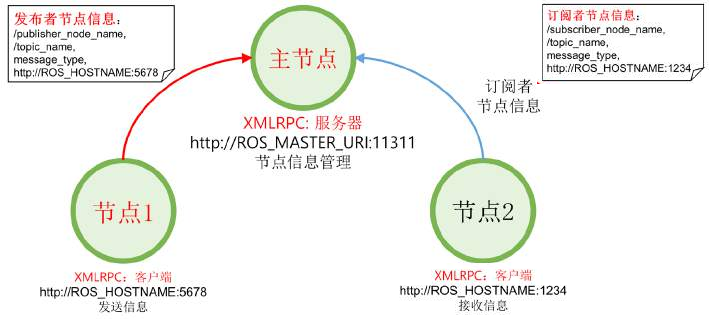 发布者节点信息：
/publisher_node_name,
/topic_name,
message_type,
http://ROS_HOSTNAME:5678
订阅者节点信息：
/subscriber_node_name,
/topic_name,
message_type,
http://ROS_HOSTNAME:1234
主节点
订阅者
节点信息
XMLRPC: 服务器
http://ROS_MASTER_URI:11311
节点信息管理
节点1
节点2
XMLRPC：客户端
http://ROS_HOSTNAME:5678
发送信息
XMLRPC：客户端
http://ROS_HOSTNAME:1234
接收信息